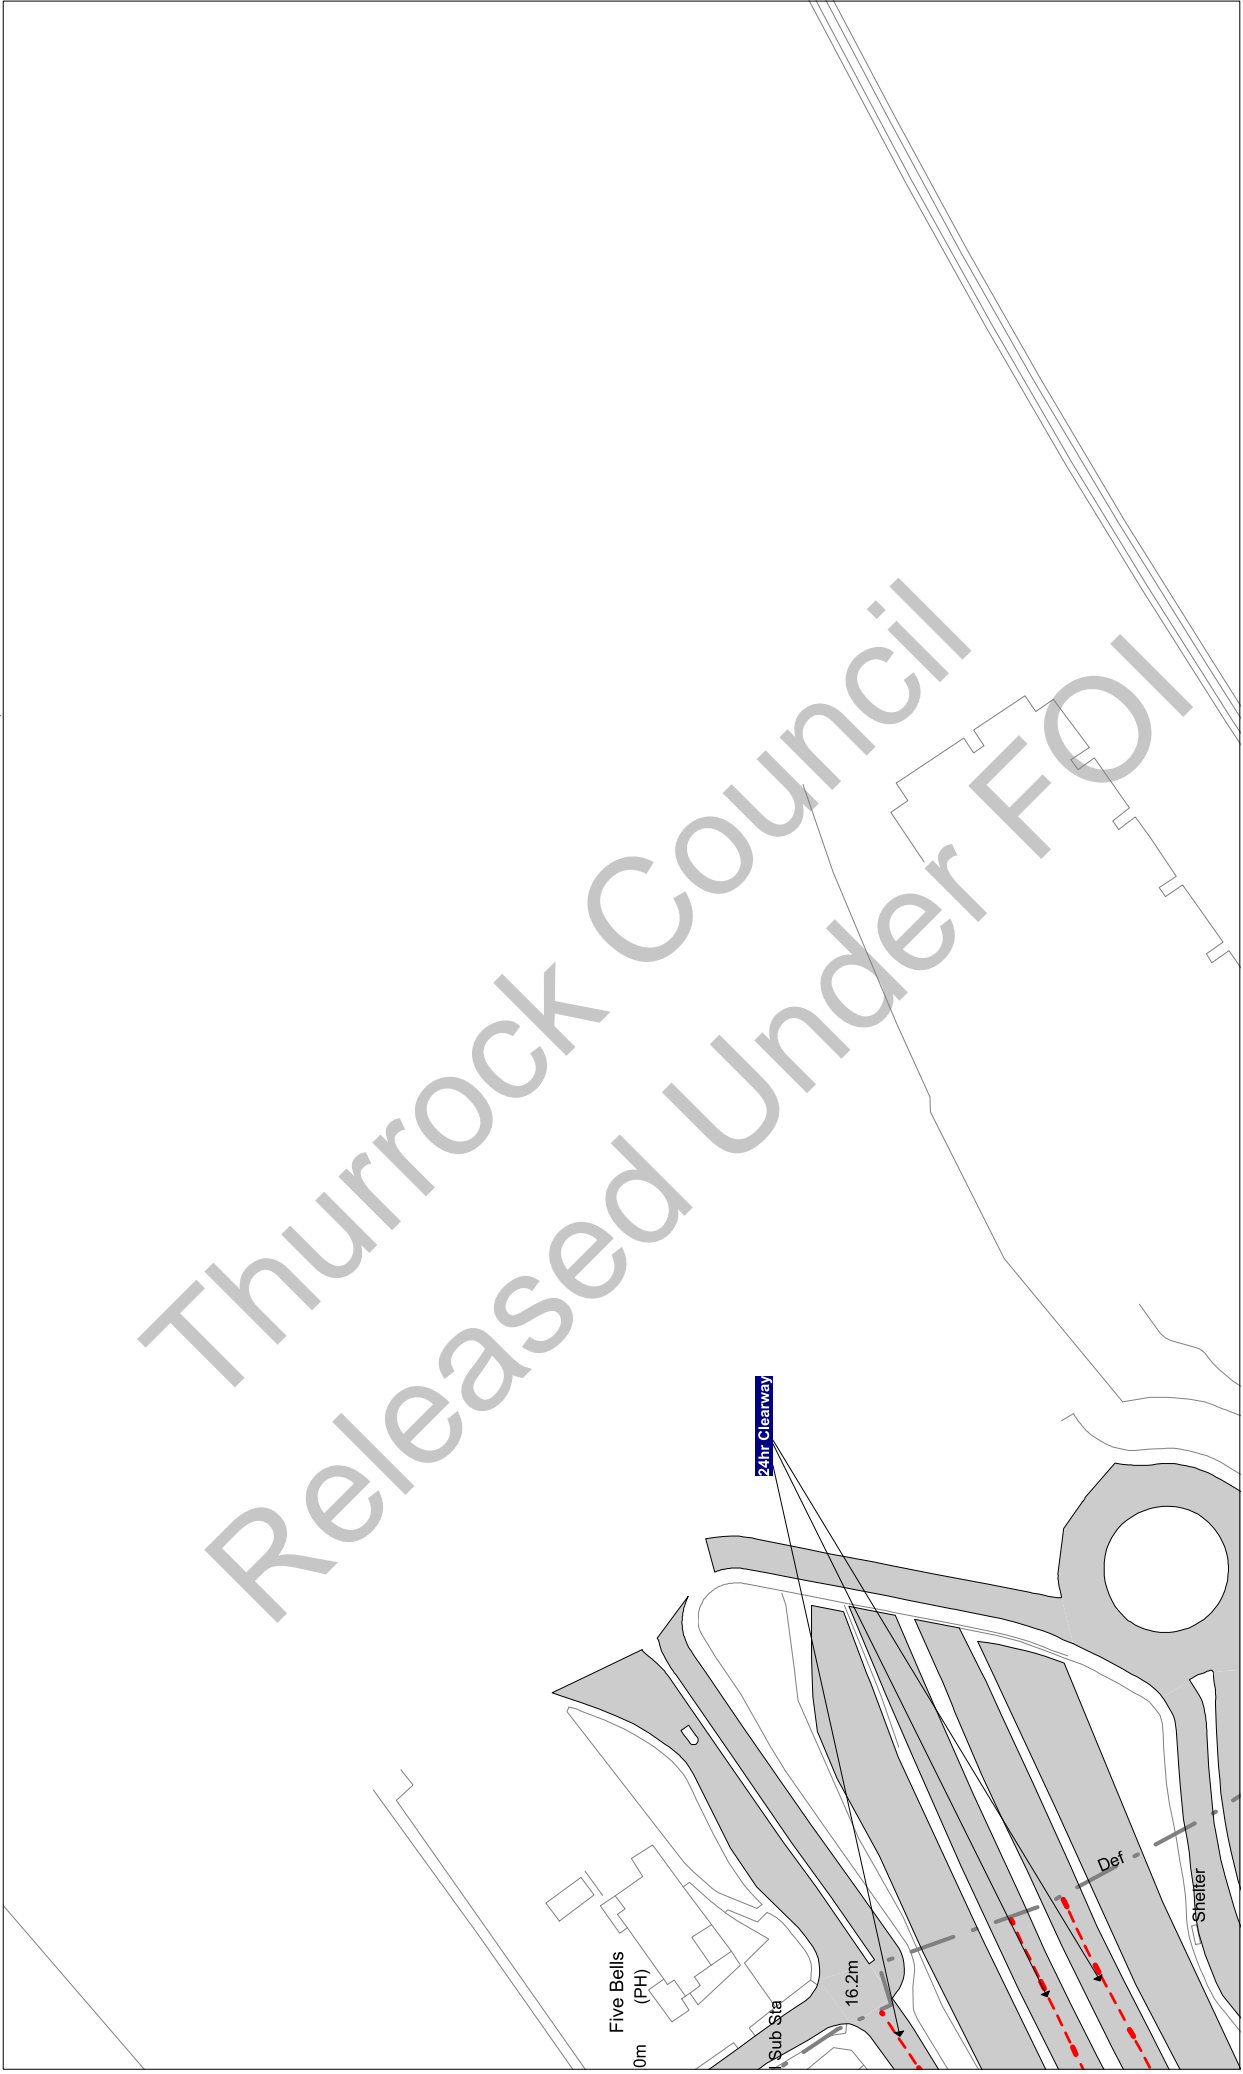 Thurrock Council
Released Under FOI
24hr Clearway
Five Bells
(PH)
0m
l Sub Sta
16.2m
Def
Shelter